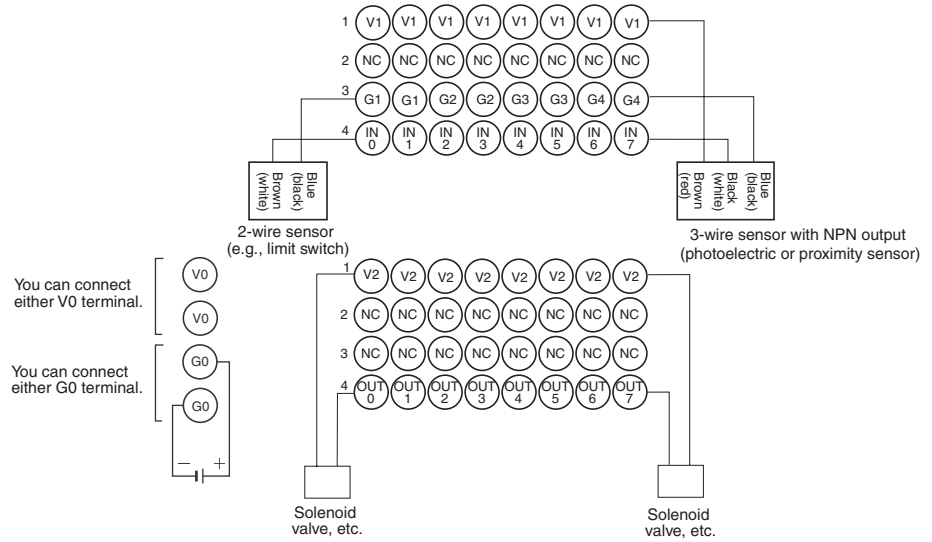 1 V1 V1 V1 V1 V1 V1 V1 V1
2 NC NC NC NC NC NC NC NC
3 G1 G1 G2 G2 G3 G3 G4 G4
4 IN 0 IN 1 IN 2 IN 3 IN 4 IN 5 IN 6 IN 7
Blue (black)
Brown (white)
2-wire sensor
(e.g., limit switch)
Blue (black)
Black (white)
Brown (red)
3-wire sensor with NPN output
(photoelectric or proximity sensor)
You can connect
either V0 terminal.
V0
V0
You can connect
either G0 terminal.
G0
G0
− +
1 V2 V2 V2 V2 V2 V2 V2 V2
2 NC NC NC NC NC NC NC NC
3 NC NC NC NC NC NC NC NC
4 OUT 0 OUT 1 OUT 2 OUT 3 OUT 4 OUT 5 OUT 6 OUT 7
Solenoid
valve, etc.
Solenoid
valve, etc.